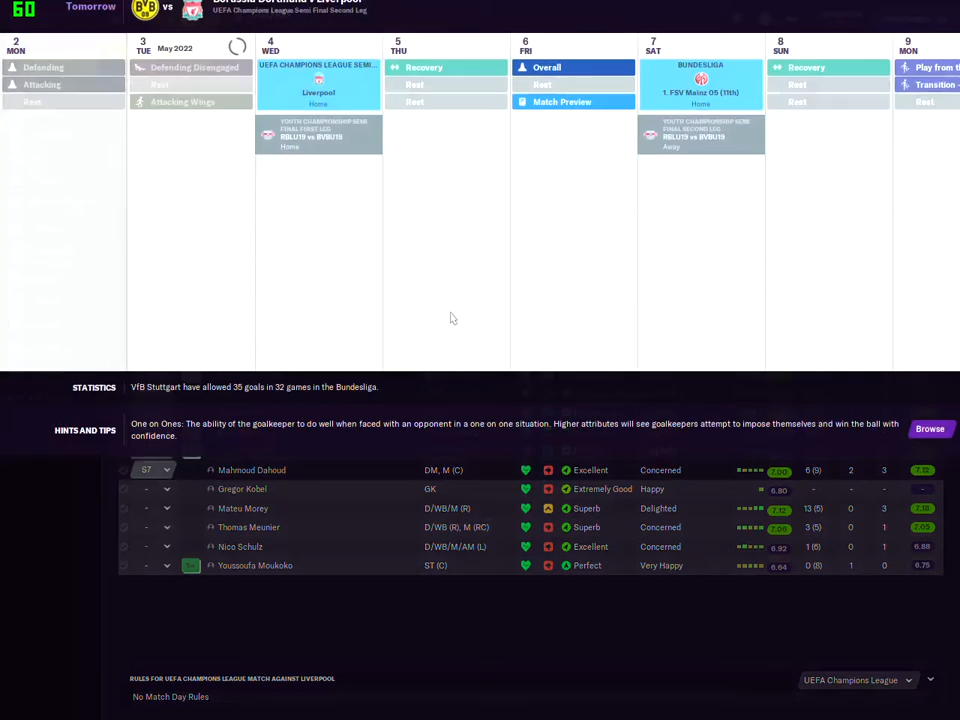 60
Tomorrow
BVB 09
vs
Borussia Dortmund v Liverpool
UEFA Champions League Semi Final Second Leg
2
MON
3
TUE May 2022
4
WED
5
THU
6
FRI
7
SAT
8
SUN
9
MON
Defending
Attacking
Rest
Defending Disengaged
Rest
Attacking Wings
UEFA CHAMPIONS LEAGUE SEMI...
Liverpool
Home
YOUTH CHAMPIONSHIP SEMI
FINAL FIRST LEG
RBLU19 vs BVBU19
Home
Recovery
Rest
Rest
Overall
Rest
Match Preview
BUNDESLIGA
1. FSV Mainz 05 (11th)
Home
YOUTH CHAMPIONSHIP SEMI
FINAL SECOND LEG
RBLU19 vs BVBU19
Away
Recovery
Rest
Rest
Play from th
Transition -
Rest
STATISTICS VfB Stuttgart have allowed 35 goals in 32 games in the Bundesliga.
HINTS AND TIPS
One on Ones: The ability of the goalkeeper to do well when faced with an opponent in a one on one situation. Higher attributes will see goalkeepers attempt to impose themselves and win the ball with
confidence.
Browse
S7 Mahmoud Dahoud DM, M (C) Excellent Concerned 7.00 6 (9) 2 3 7.12
- Gregor Kobel GK Extremely Good Happy 6.80 - - - -
- Mateu Morey D/WB/M (R) Superb Delighted 7.12 13 (5) 0 3 7.18
- Thomas Meunier D/WB (R), M (RC) Superb Concerned 7.06 3 (5) 0 1 7.05
- Nico Schulz D/WB/M/AM (L) Excellent Concerned 6.92 1 (6) 0 1 6.88
- Youssoufa Moukoko ST (C) Perfect Very Happy 6.64 0 (8) 1 0 6.75
RULES FOR UEFA CHAMPIONS LEAGUE MATCH AGAINST LIVERPOOL
UEFA Champions League
No Match Day Rules